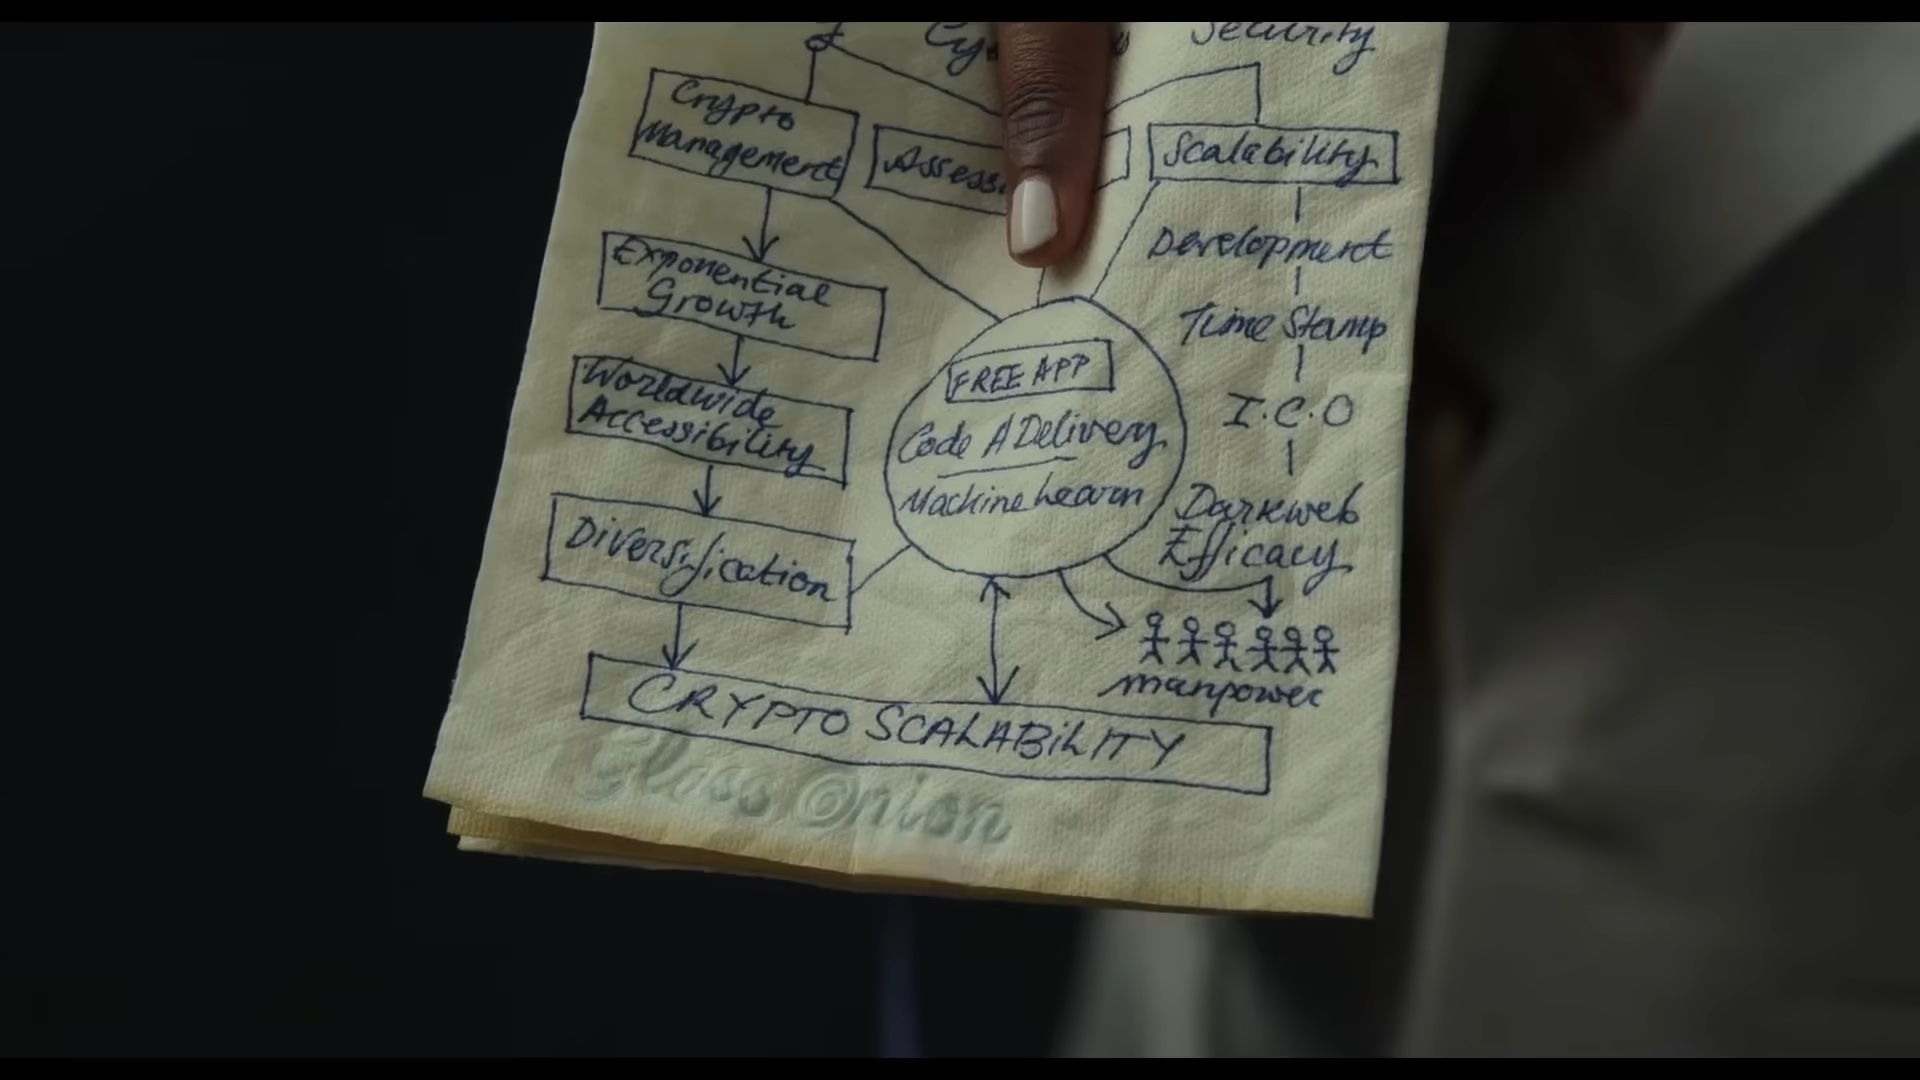 Security
Crypto
Management
Scalability
Exponential
Growth
Worldwide
Accessibility
Diversification
FREE APP
Code A Delivery
Machine Learn
Development
Time Stamp
I.C.O
Darkweb
Efficacy
manpower
CRYPTO SCALABILITY
Glass Onion